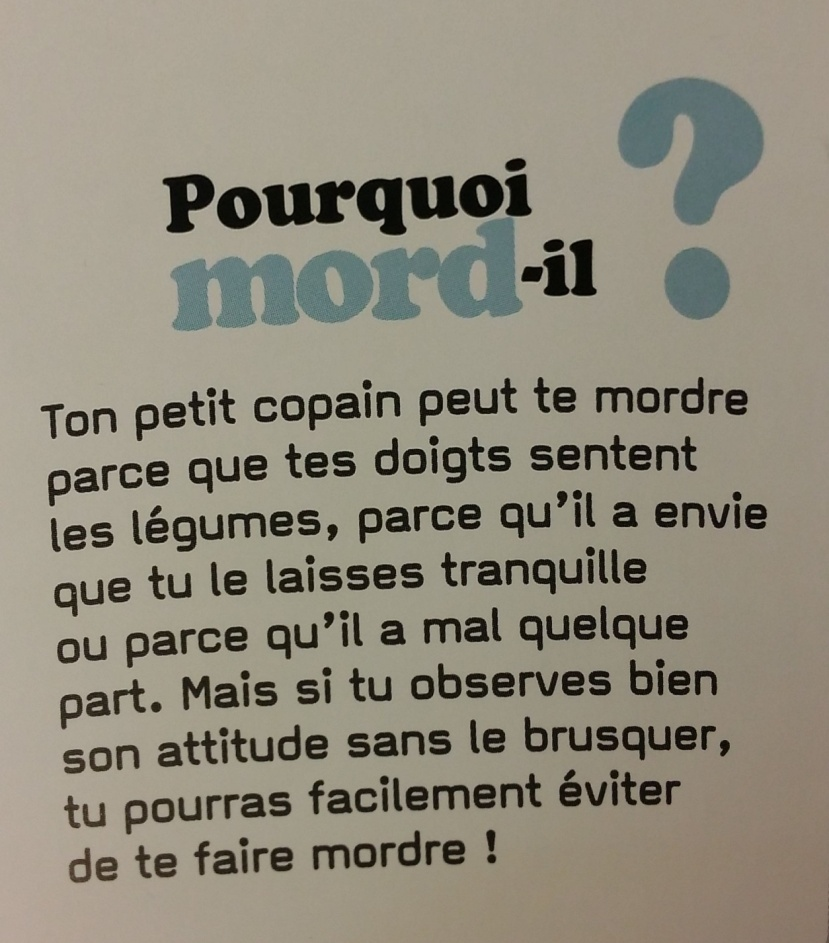 Pourquoi
mord-il ?
Ton petit copain peut te mordre
parce que tes doigts sentent
les légumes, parce qu’il a envie
que tu le laisses tranquille
ou parce qu’il a mal quelque
part. Mais si tu observes bien
son attitude sans le brusquer,
tu pourras facilement éviter
de te faire mordre !